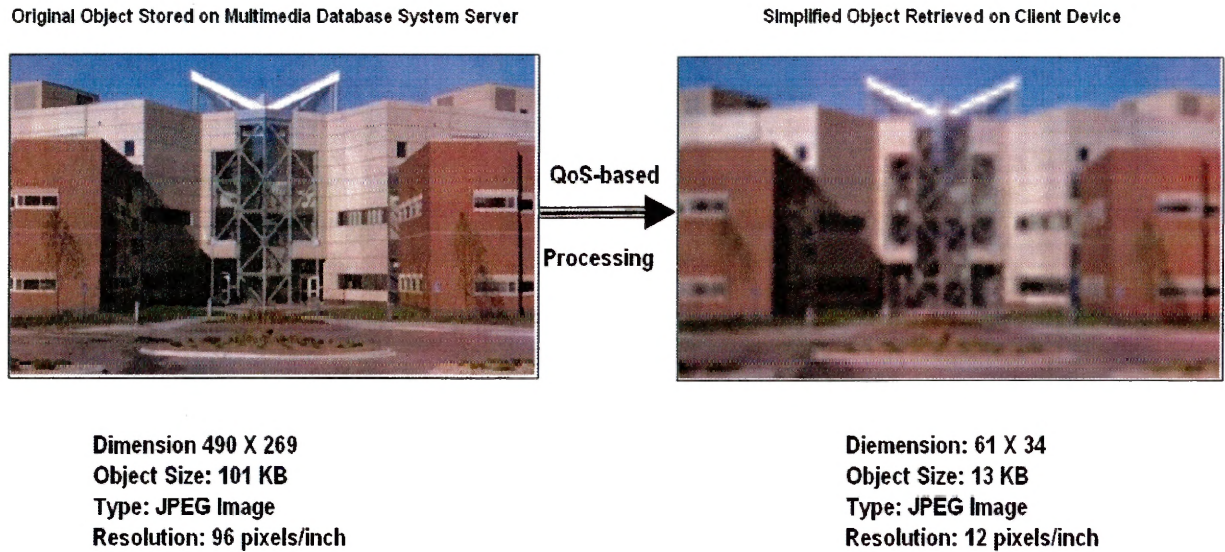 Original Object Stored on Multimedia Database System Server
Simplified Object Retrieved on Client Device
QoS-based
Processing
Dimension 490 X 269
Object Size: 101 KB
Type: JPEG Image
Resolution: 96 pixels/inch
Diemension: 61 X 34
Object Size: 13 KB
Type: JPEG Image
Resolution: 12 pixels/inch